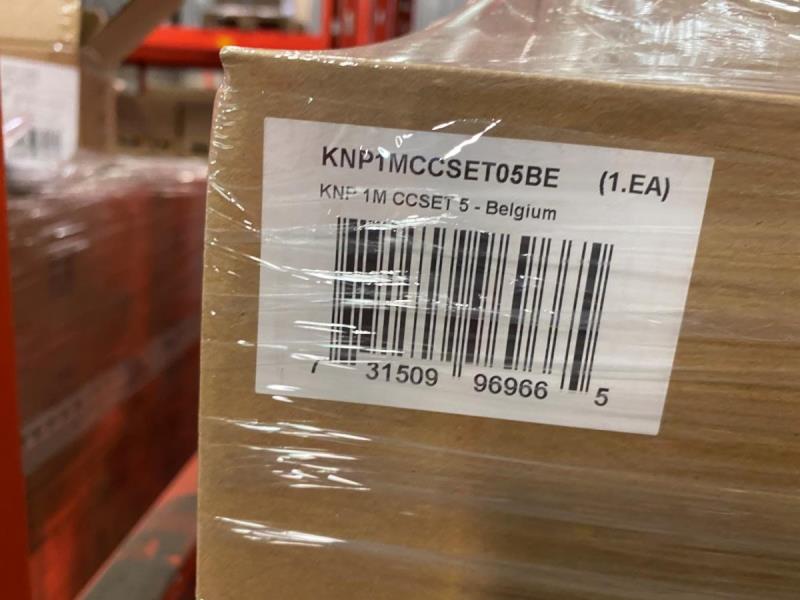 KNP1MCCSET05BE (1.EA)
KNP 1M CCSET 5 - Belgium
7 31509 96966 5